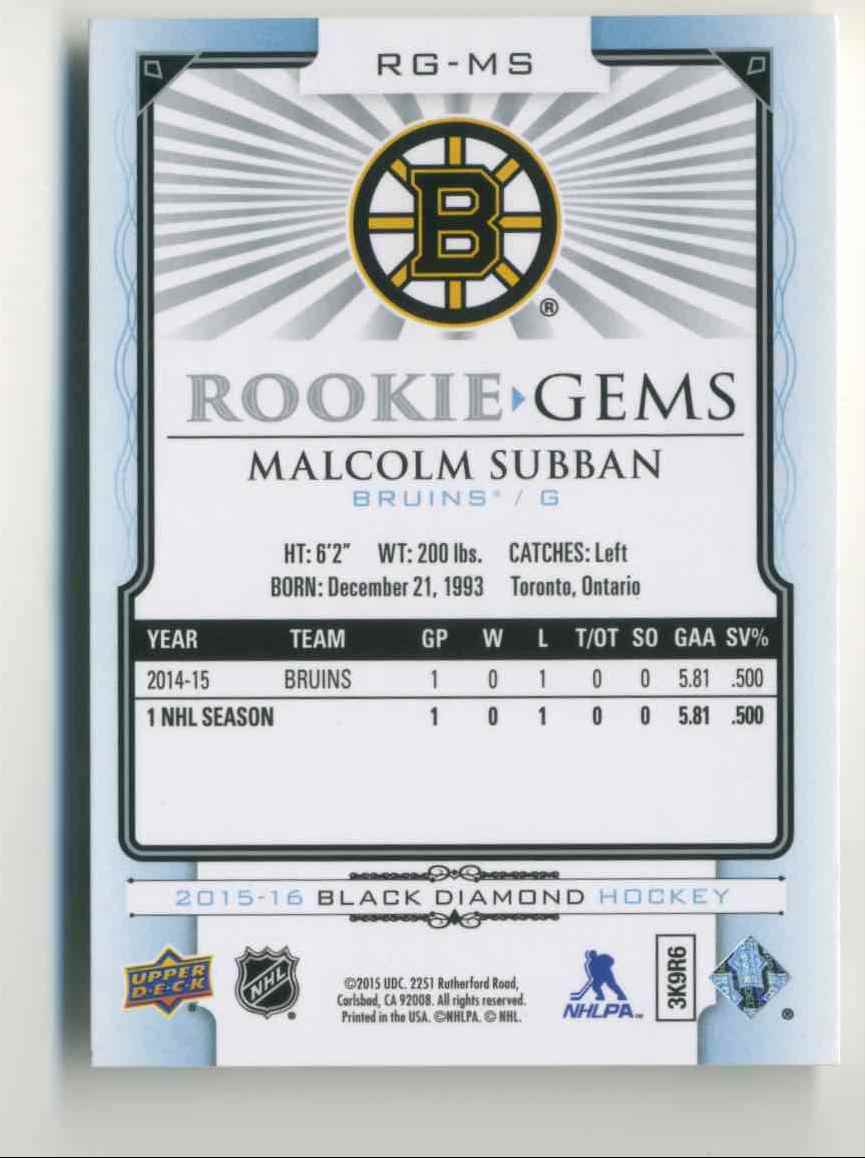 RG-MS
B
®
ROOKIE GEMS
MALCOLM SUBBAN
BRUINS® / G
HT: 6'2" WT: 200 lbs. CATCHES: Left
BORN: December 21, 1993 Toronto, Ontario
YEAR TEAM GP W L T/OT SO GAA SV%
2014-15 BRUINS 1 0 1 0 0 5.81 .500
1 NHL SEASON 1 0 1 0 0 5.81 .500
2015-16 BLACK DIAMOND HOCKEY
UPPER
D·E·C·K
NHL
©2015 UDC. 2251 Rutherford Road,
Carlsbad, CA 92008. All rights reserved.
Printed in the USA. ©NHLPA. © NHL.
NHLPA™
3K9R6